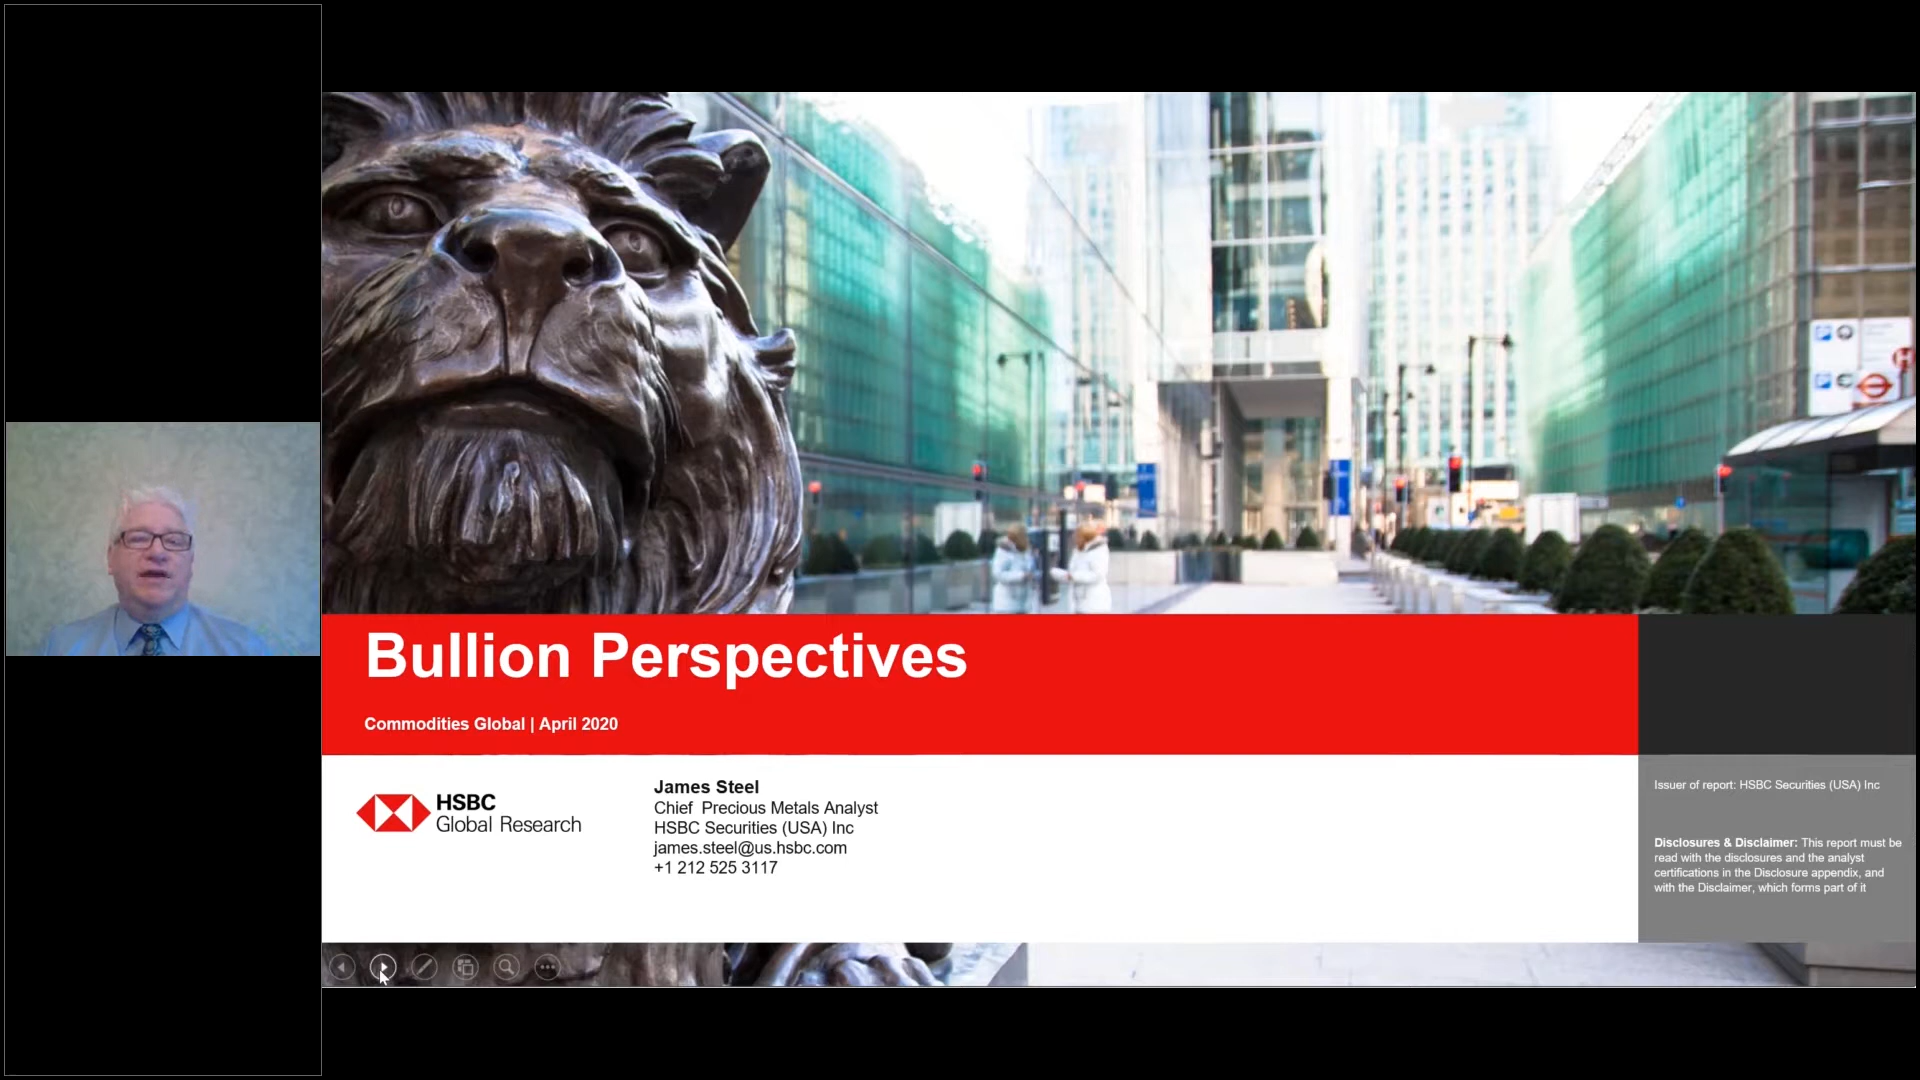 Bullion Perspectives
Commodities Global | April 2020
HSBC
Global Research
James Steel
Chief Precious Metals Analyst
HSBC Securities (USA) Inc
james.steel@us.hsbc.com
+1 212 525 3117
Issuer of report: HSBC Securities (USA) Inc
Disclosures & Disclaimer: This report must be
read with the disclosures and the analyst
certifications in the Disclosure appendix, and
with the Disclaimer, which forms part of it